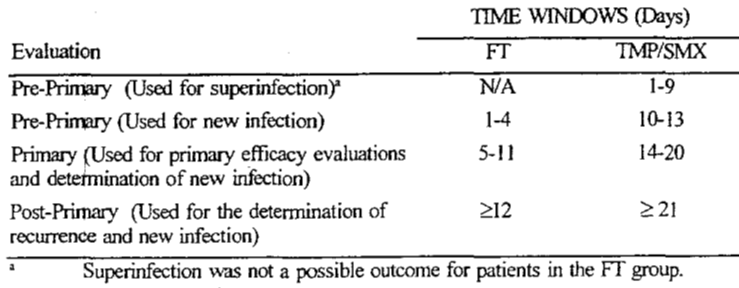 TIME WINDOWS (Days)
Evaluation FT TMP/SMX
Pre-Primary (Used for superinfection)ᵃ N/A 1-9
Pre-Primary (Used for new infection) 1-4 10-13
Primary (Used for primary efficacy evaluations 5-11 14-20
and determination of new infection)
Post-Primary (Used for the determination of ≥12 ≥ 21
recurrence and new infection)
ᵃ Superinfection was not a possible outcome for patients in the FT group.